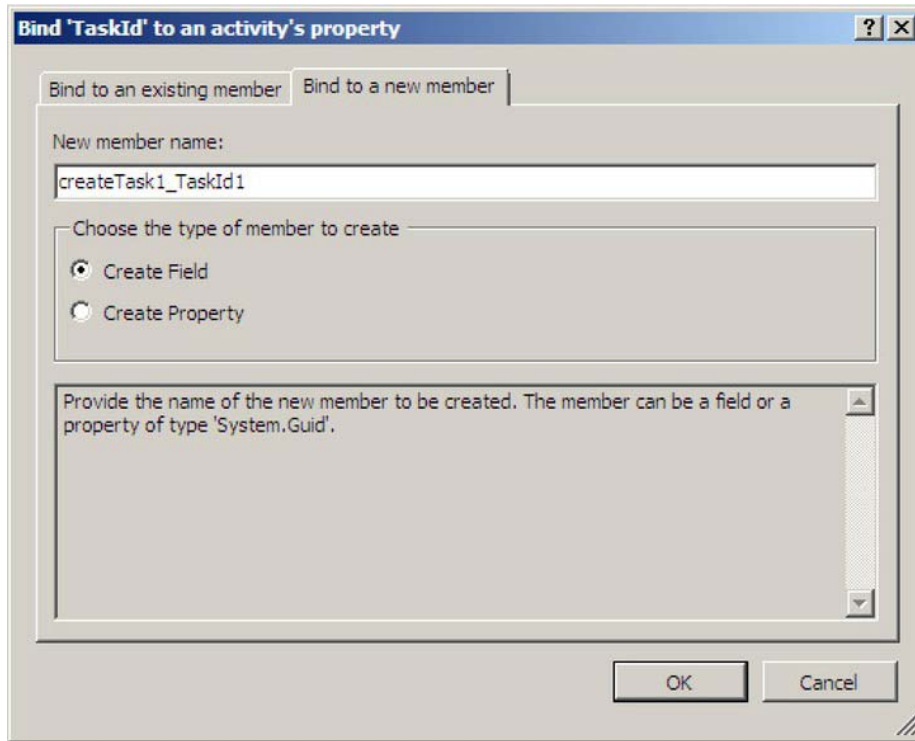 Bind 'TaskId' to an activity's property
Bind to an existing member
Bind to a new member
New member name:
createTask1_TaskId1
Choose the type of member to create
Create Field
Create Property
Provide the name of the new member to be created. The member can be a field or a
property of type 'System.Guid'.
OK
Cancel